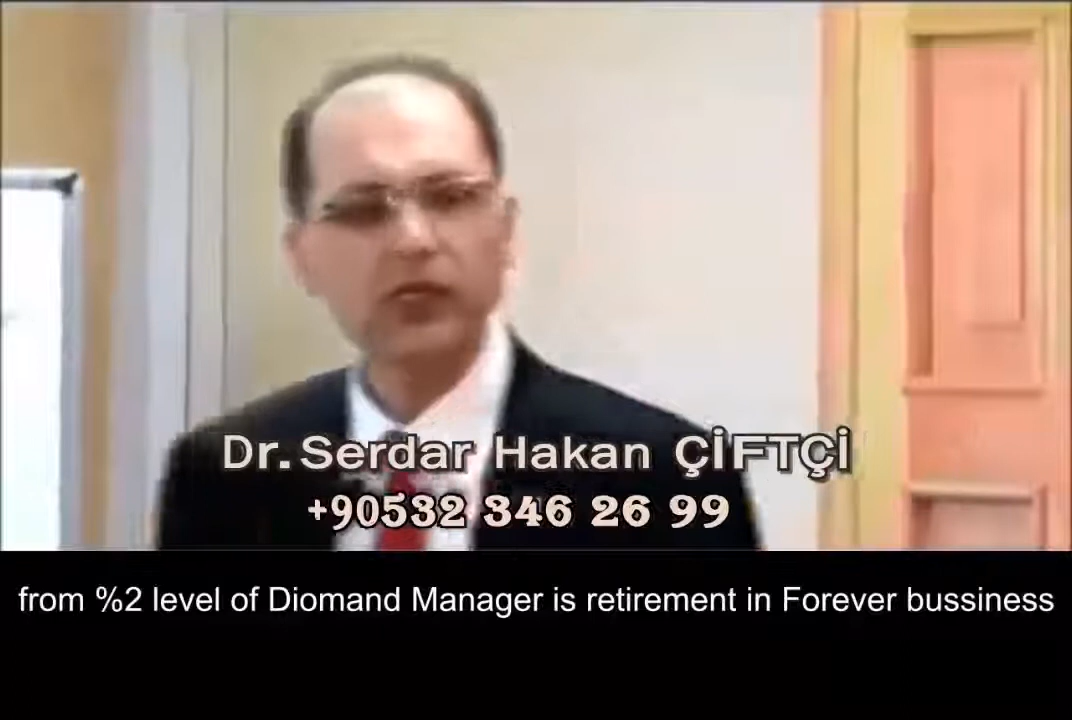 Dr. Serdar Hakan ÇİFTÇİ
+90532 346 26 99
from %2 level of Diomand Manager is retirement in Forever bussiness